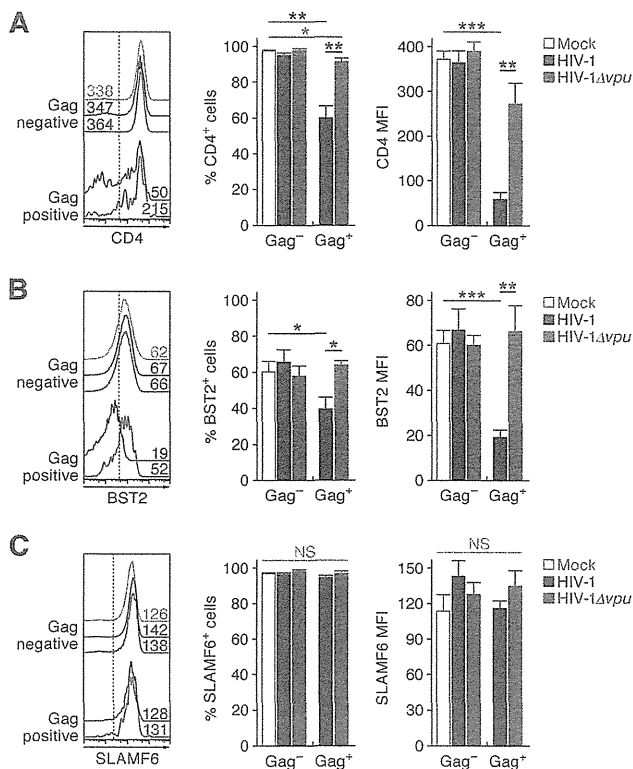 A
Gag negative
338
347
364
Gag positive
50
215
CD4
% CD4+ cells
100
80
60
40
20
0
**
*
**
Gag− Gag+
CD4 MFI
400
300
200
100
0
***
**
Gag− Gag+
Mock
HIV-1
HIV-1Δvpu
B
Gag negative
62
67
66
Gag positive
19
52
BST2
% BST2+ cells
100
80
60
40
20
0
*
*
Gag− Gag+
BST2 MFI
80
60
40
20
0
***
**
Gag− Gag+
Mock
HIV-1
HIV-1Δvpu
C
Gag negative
126
142
138
Gag positive
128
131
SLAMF6
% SLAMF6+ cells
100
80
60
40
20
0
NS
Gag− Gag+
SLAMF6 MFI
150
120
90
60
30
0
NS
Gag− Gag+
Mock
HIV-1
HIV-1Δvpu